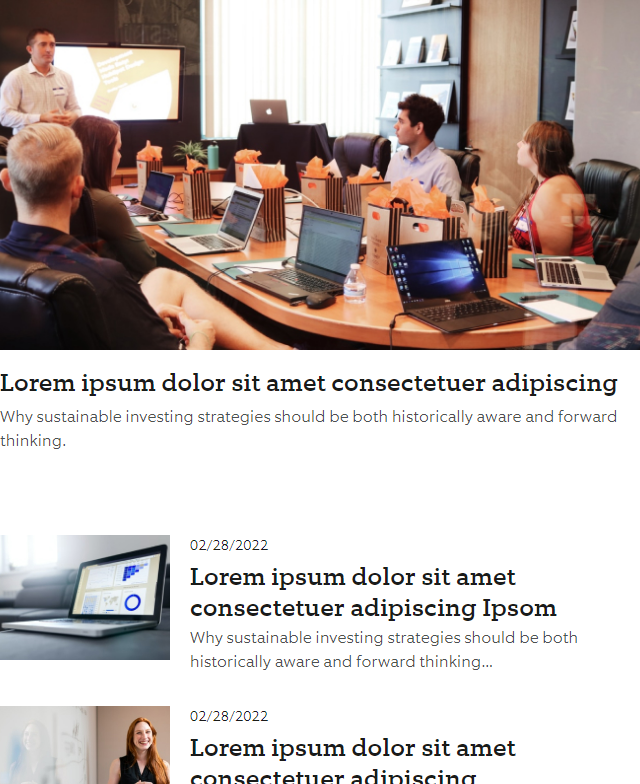 Lorem ipsum dolor sit amet consectetuer adipiscing
Why sustainable investing strategies should be both historically aware and forward
thinking.
02/28/2022
Lorem ipsum dolor sit amet
consectetuer adipiscing Ipsom
Why sustainable investing strategies should be both
historically aware and forward thinking...
02/28/2022
Lorem ipsum dolor sit amet
consectetuer adipiscing